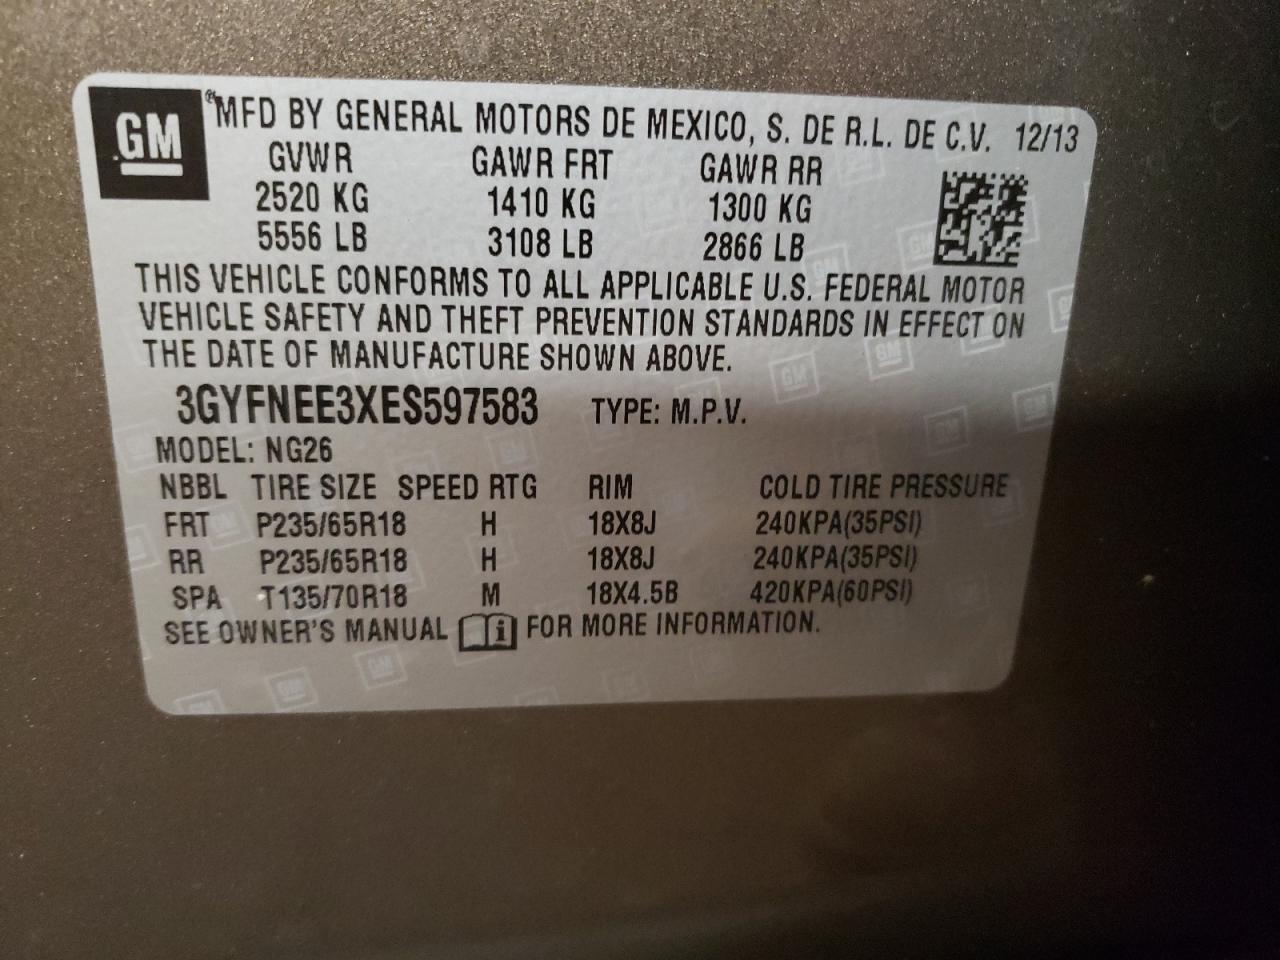 GM
® MFD BY GENERAL MOTORS DE MEXICO, S. DE R.L. DE C.V. 12/13
GVWR GAWR FRT GAWR RR
2520 KG 1410 KG 1300 KG
5556 LB 3108 LB 2866 LB
THIS VEHICLE CONFORMS TO ALL APPLICABLE U.S. FEDERAL MOTOR
VEHICLE SAFETY AND THEFT PREVENTION STANDARDS IN EFFECT ON
THE DATE OF MANUFACTURE SHOWN ABOVE.
3GYFNEE3XES597583 TYPE: M.P.V.
MODEL: NG26
NBBL TIRE SIZE SPEED RTG RIM COLD TIRE PRESSURE
FRT P235/65R18 H 18X8J 240KPA(35PSI)
RR P235/65R18 H 18X8J 240KPA(35PSI)
SPA T135/70R18 M 18X4.5B 420KPA(60PSI)
SEE OWNER'S MANUAL i FOR MORE INFORMATION.